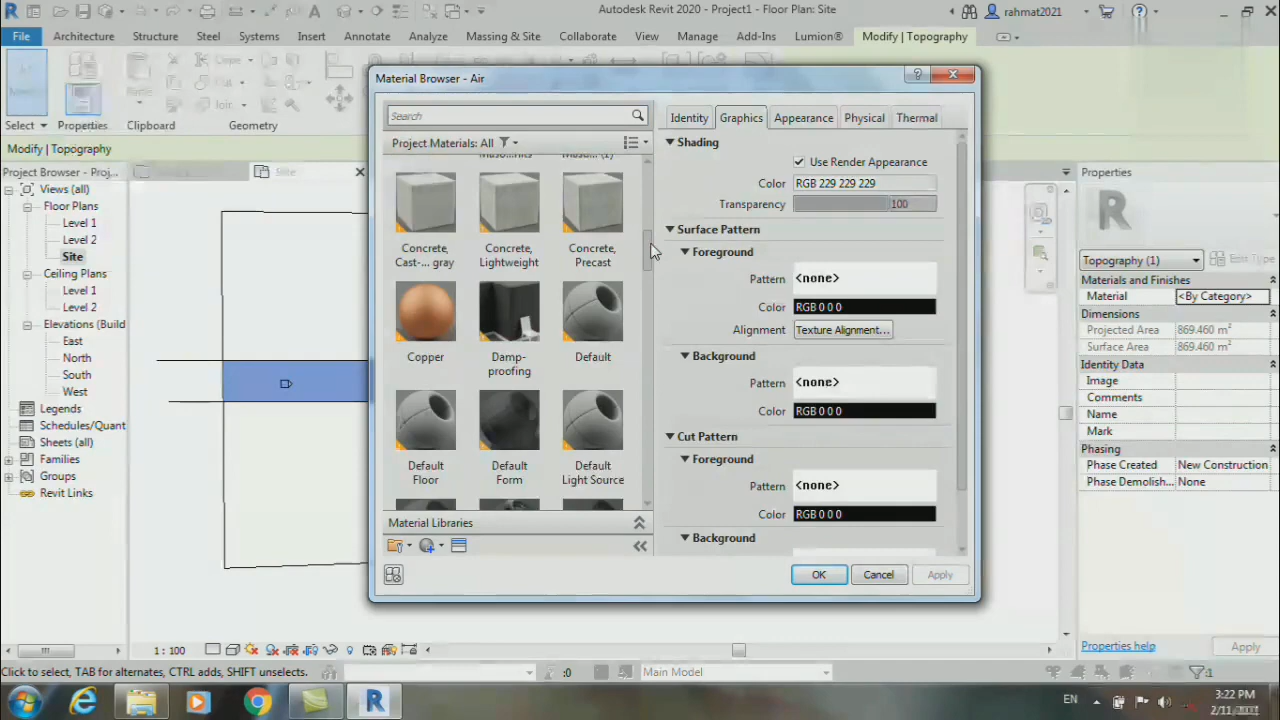 Autodesk Revit 2020 - Project1 - Floor Plan: Site
rahmat2021
File
Architecture
Structure
Steel
Systems
Insert
Annotate
Analyze
Massing & Site
Collaborate
View
Manage
Add-Ins
Lumion®
Modify | Topography
Select
Properties
Clipboard
Geometry
Modify | Topography
Project Browser - Project1
Views (all)
Floor Plans
Level 1
Level 2
Site
Ceiling Plans
Level 1
Level 2
Elevations (Build
East
North
South
West
Legends
Schedules/Quant
Sheets (all)
Families
Groups
Revit Links
Site
Material Browser - Air
Search
Project Materials: All
Concrete,
Cast-... gray
Concrete,
Lightweight
Concrete,
Precast
Copper
Damp-
proofing
Default
Default
Floor
Default
Form
Default
Light Source
Material Libraries
Identity
Graphics
Appearance
Physical
Thermal
Shading
Use Render Appearance
Color
RGB 229 229 229
Transparency
100
Surface Pattern
Foreground
Pattern
<none>
Color
RGB 0 0 0
Alignment
Texture Alignment...
Background
Pattern
<none>
Color
RGB 0 0 0
Cut Pattern
Foreground
Pattern
<none>
Color
RGB 0 0 0
Background
OK
Cancel
Apply
Properties
Topography (1)
Edit Type
Materials and Finishes
Material
<By Category>
Dimensions
Projected Area
869.460 m²
Surface Area
869.460 m²
Identity Data
Image
Comments
Name
Mark
Phasing
Phase Created
New Construction
Phase Demolish...
None
Properties help
Apply
1 : 100
Click to select, TAB for alternates, CTRL adds, SHIFT unselects.
:0
Main Model
:1
EN
3:22 PM